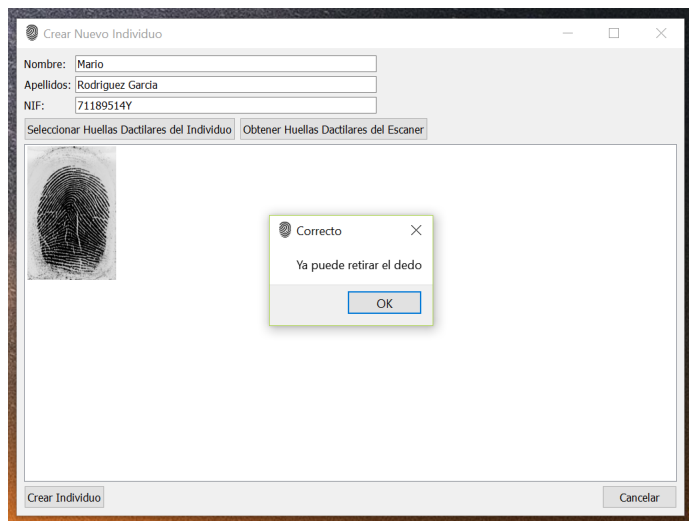 Crear Nuevo Individuo
Nombre: Mario
Apellidos: Rodriguez Garcia
NIF: 71189514Y
Seleccionar Huellas Dactilares del Individuo Obtener Huellas Dactilares del Escaner
Correcto
Ya puede retirar el dedo
OK
Crear Individuo Cancelar